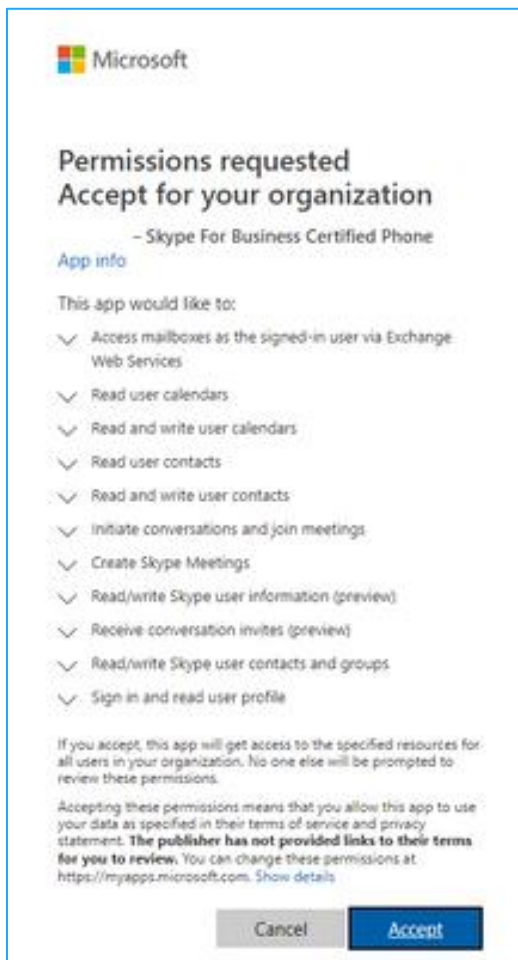 Microsoft
Permissions requested
Accept for your organization
– Skype For Business Certified Phone
App info
This app would like to:
Access mailboxes as the signed-in user via Exchange
Web Services
Read user calendars
Read and write user calendars
Read user contacts
Read and write user contacts
Initiate conversations and join meetings
Create Skype Meetings
Read/write Skype user information (preview)
Receive conversation invites (preview)
Read/write Skype user contacts and groups
Sign in and read user profile
If you accept, this app will get access to the specified resources for
all users in your organization. No one else will be prompted to
review these permissions.
Accepting these permissions means that you allow this app to use
your data as specified in their terms of service and privacy
statement. The publisher has not provided links to their terms
for you to review. You can change these permissions at
https://myapps.microsoft.com. Show details
Cancel Accept